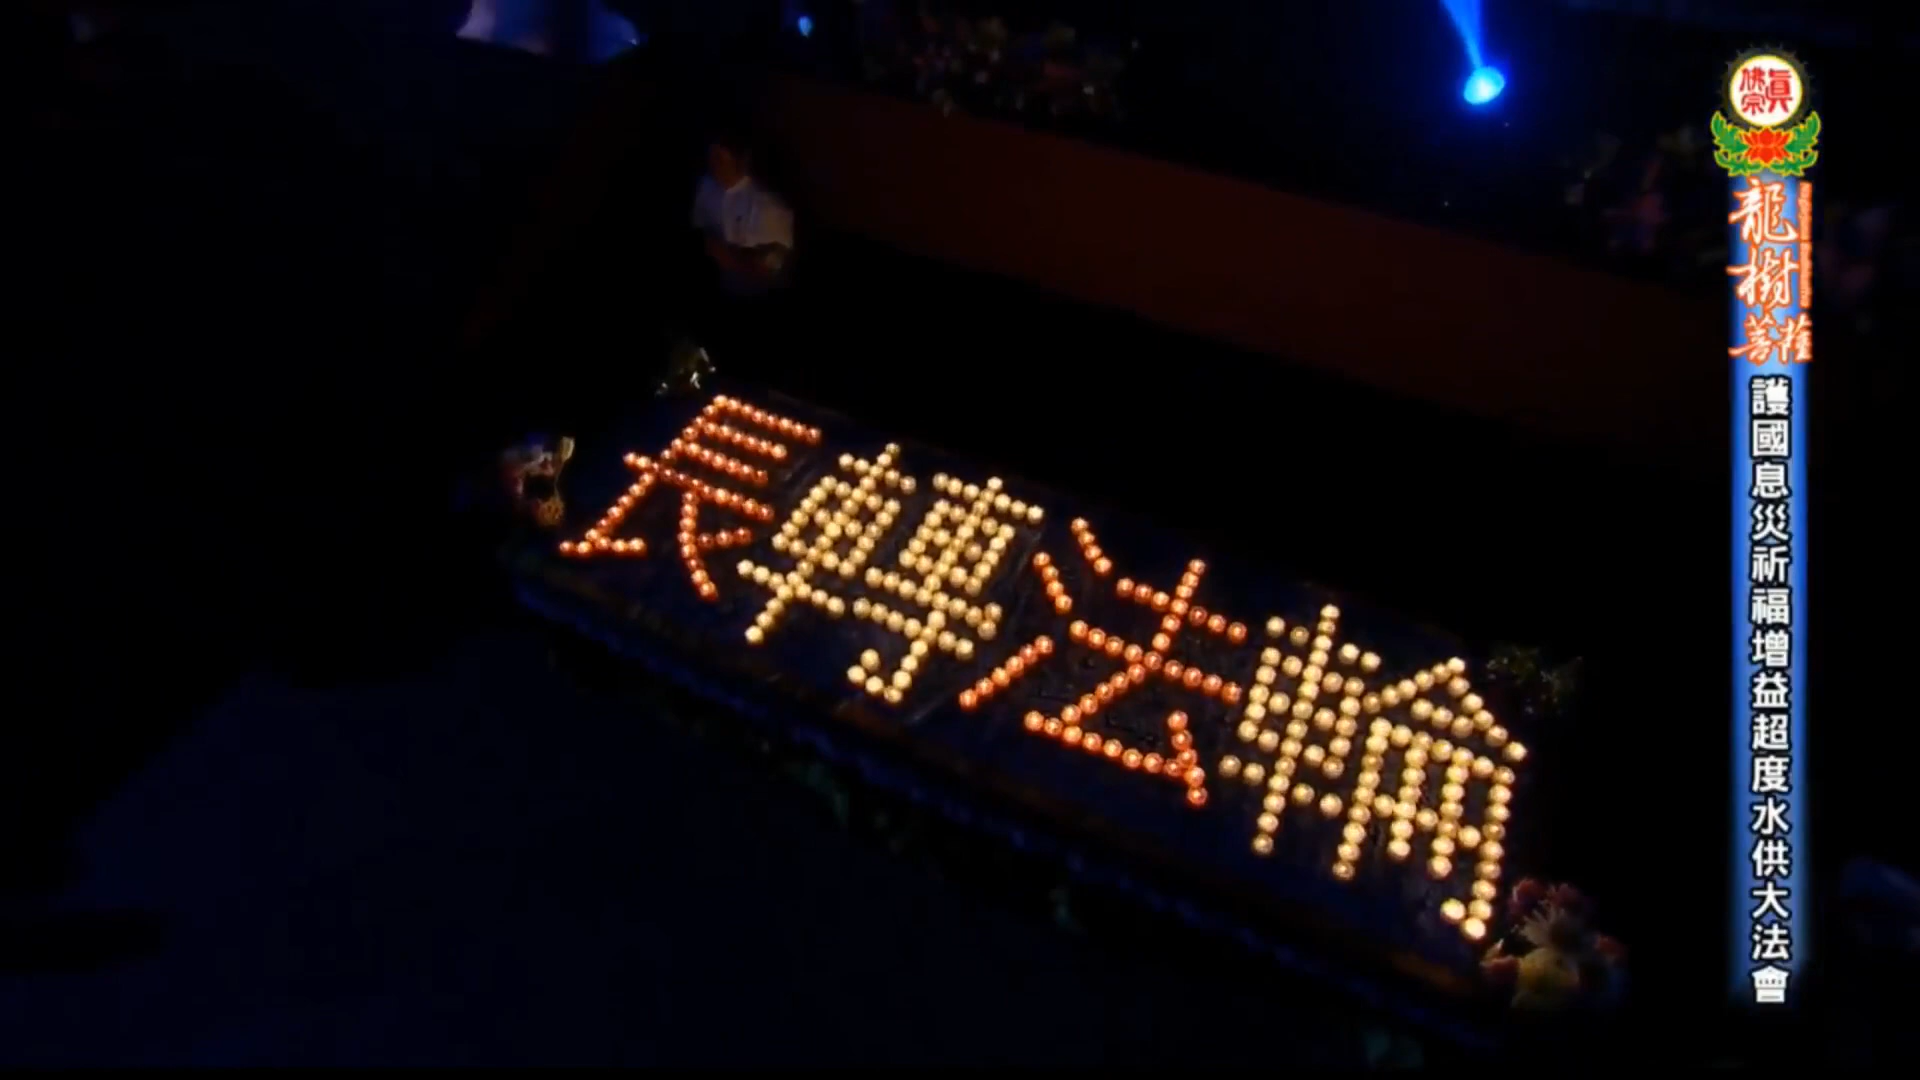 長轉法輪
真佛宗
龍樹菩薩
護國息災祈福增益超度水供大法會